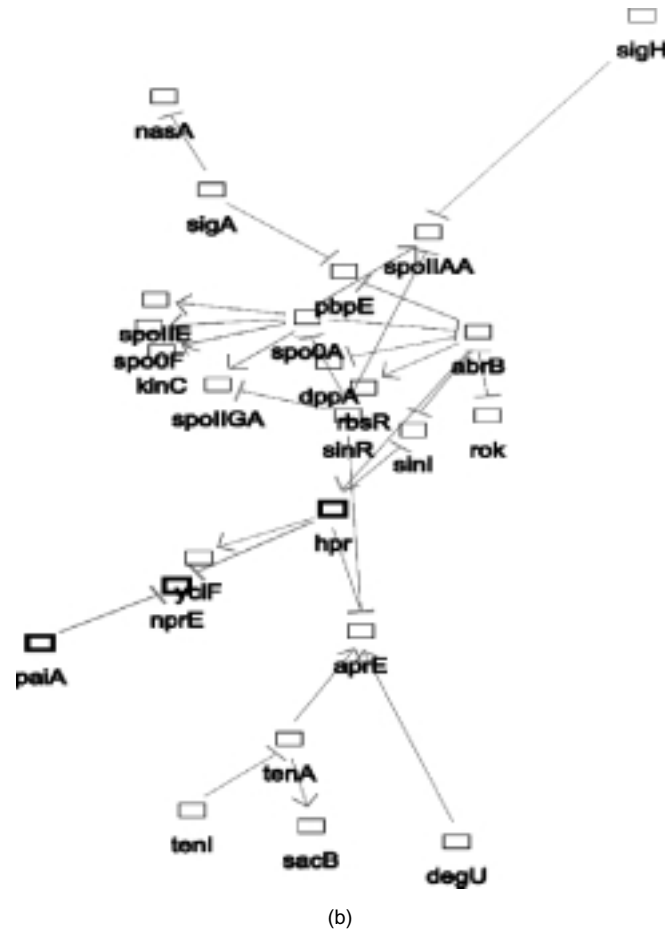 sigH
nasA
sigA
spoIIAA
pbpE
spoIIE
spo0A
abrB
spo0F
kinC
dppA
spoIIGA
rbsR
sinR
sinI
rok
hpr
yclF
nprE
paiA
aprE
tenA
tenI
sacB
degU
(b)